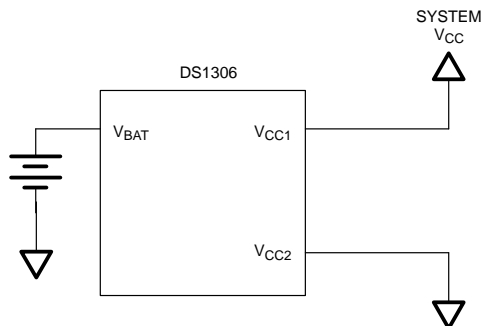 SYSTEM
VCC
DS1306
VBAT
VCC1
VCC2